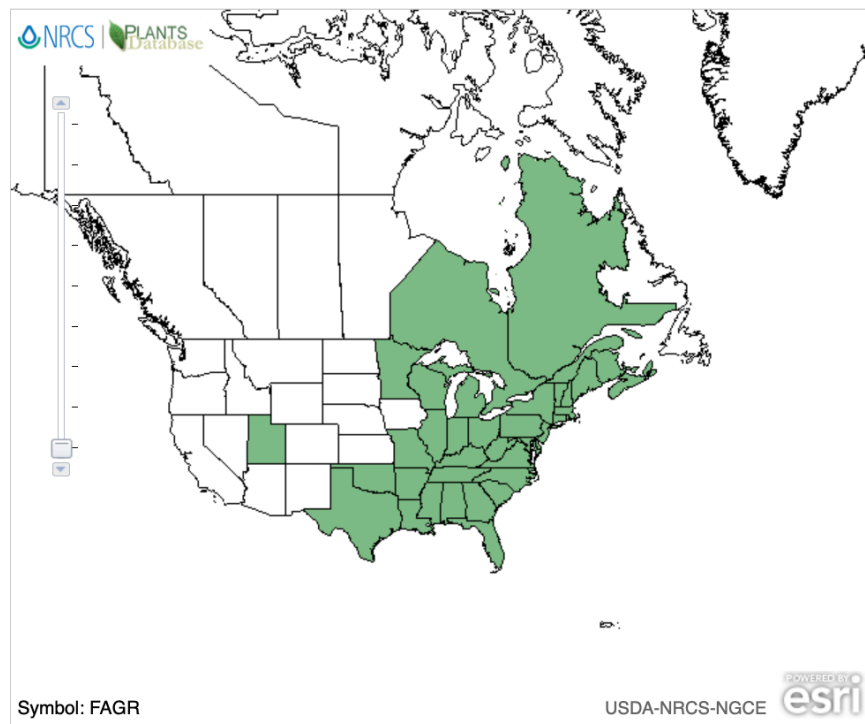 NRCS | PLANTS
Database
Symbol: FAGR
USDA-NRCS-NGCE
POWERED BY
esri